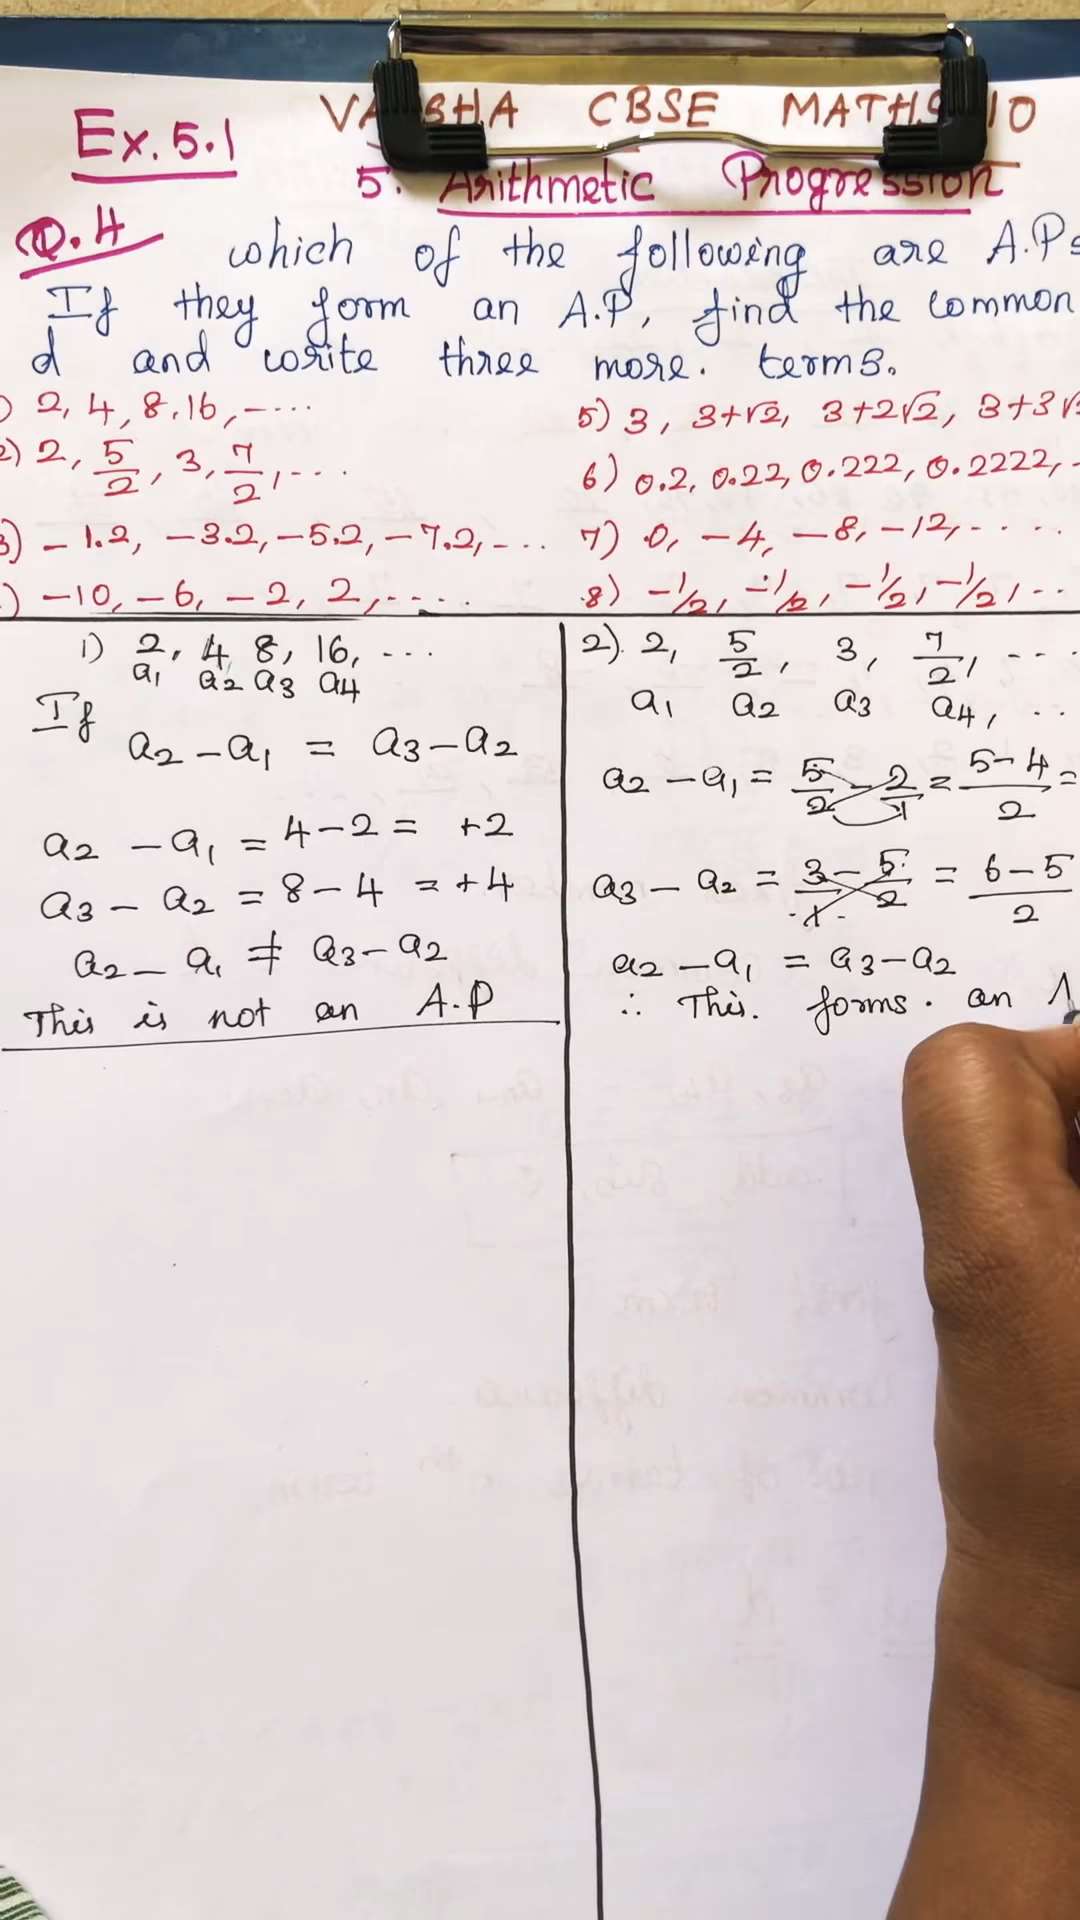 Ex. 5.1
CBSE MATHS 10
5. Arithmetic Progression
Q.4 which of the following are A.Ps
If they form an A.P, find the common
d and write three more. terms.
) 2, 4, 8, 16, ....
5) 3, 3+√2, 3+2√2, 3+3√
2) 2, 5/2, 3, 7/2, ...
6) 0.2, 0.22, 0.222, 0.2222,
3) -1.2, -3.2, -5.2, -7.2, ...
7) 0, -4, -8, -12, ....
) -10, -6, -2, 2, ....
8) -1/2, -1/2, -1/2, -1/2, ..
1) 2, 4, 8, 16, ...
a1 a2 a3 a4
If
a2 - a1 = a3 - a2
a2 - a1 = 4 - 2 = +2
a3 - a2 = 8 - 4 = +4
a2 - a1 ≠ a3 - a2
This is not an A.P
2). 2, 5/2, 3, 7/2, ...
a1 a2 a3 a4, ..
a2 - a1 = 5/2 - 2/1 = 5-4/2 =
a3 - a2 = 3/1 - 5/2 = 6-5/2
a2 - a1 = a3 - a2
∴ This. forms. an